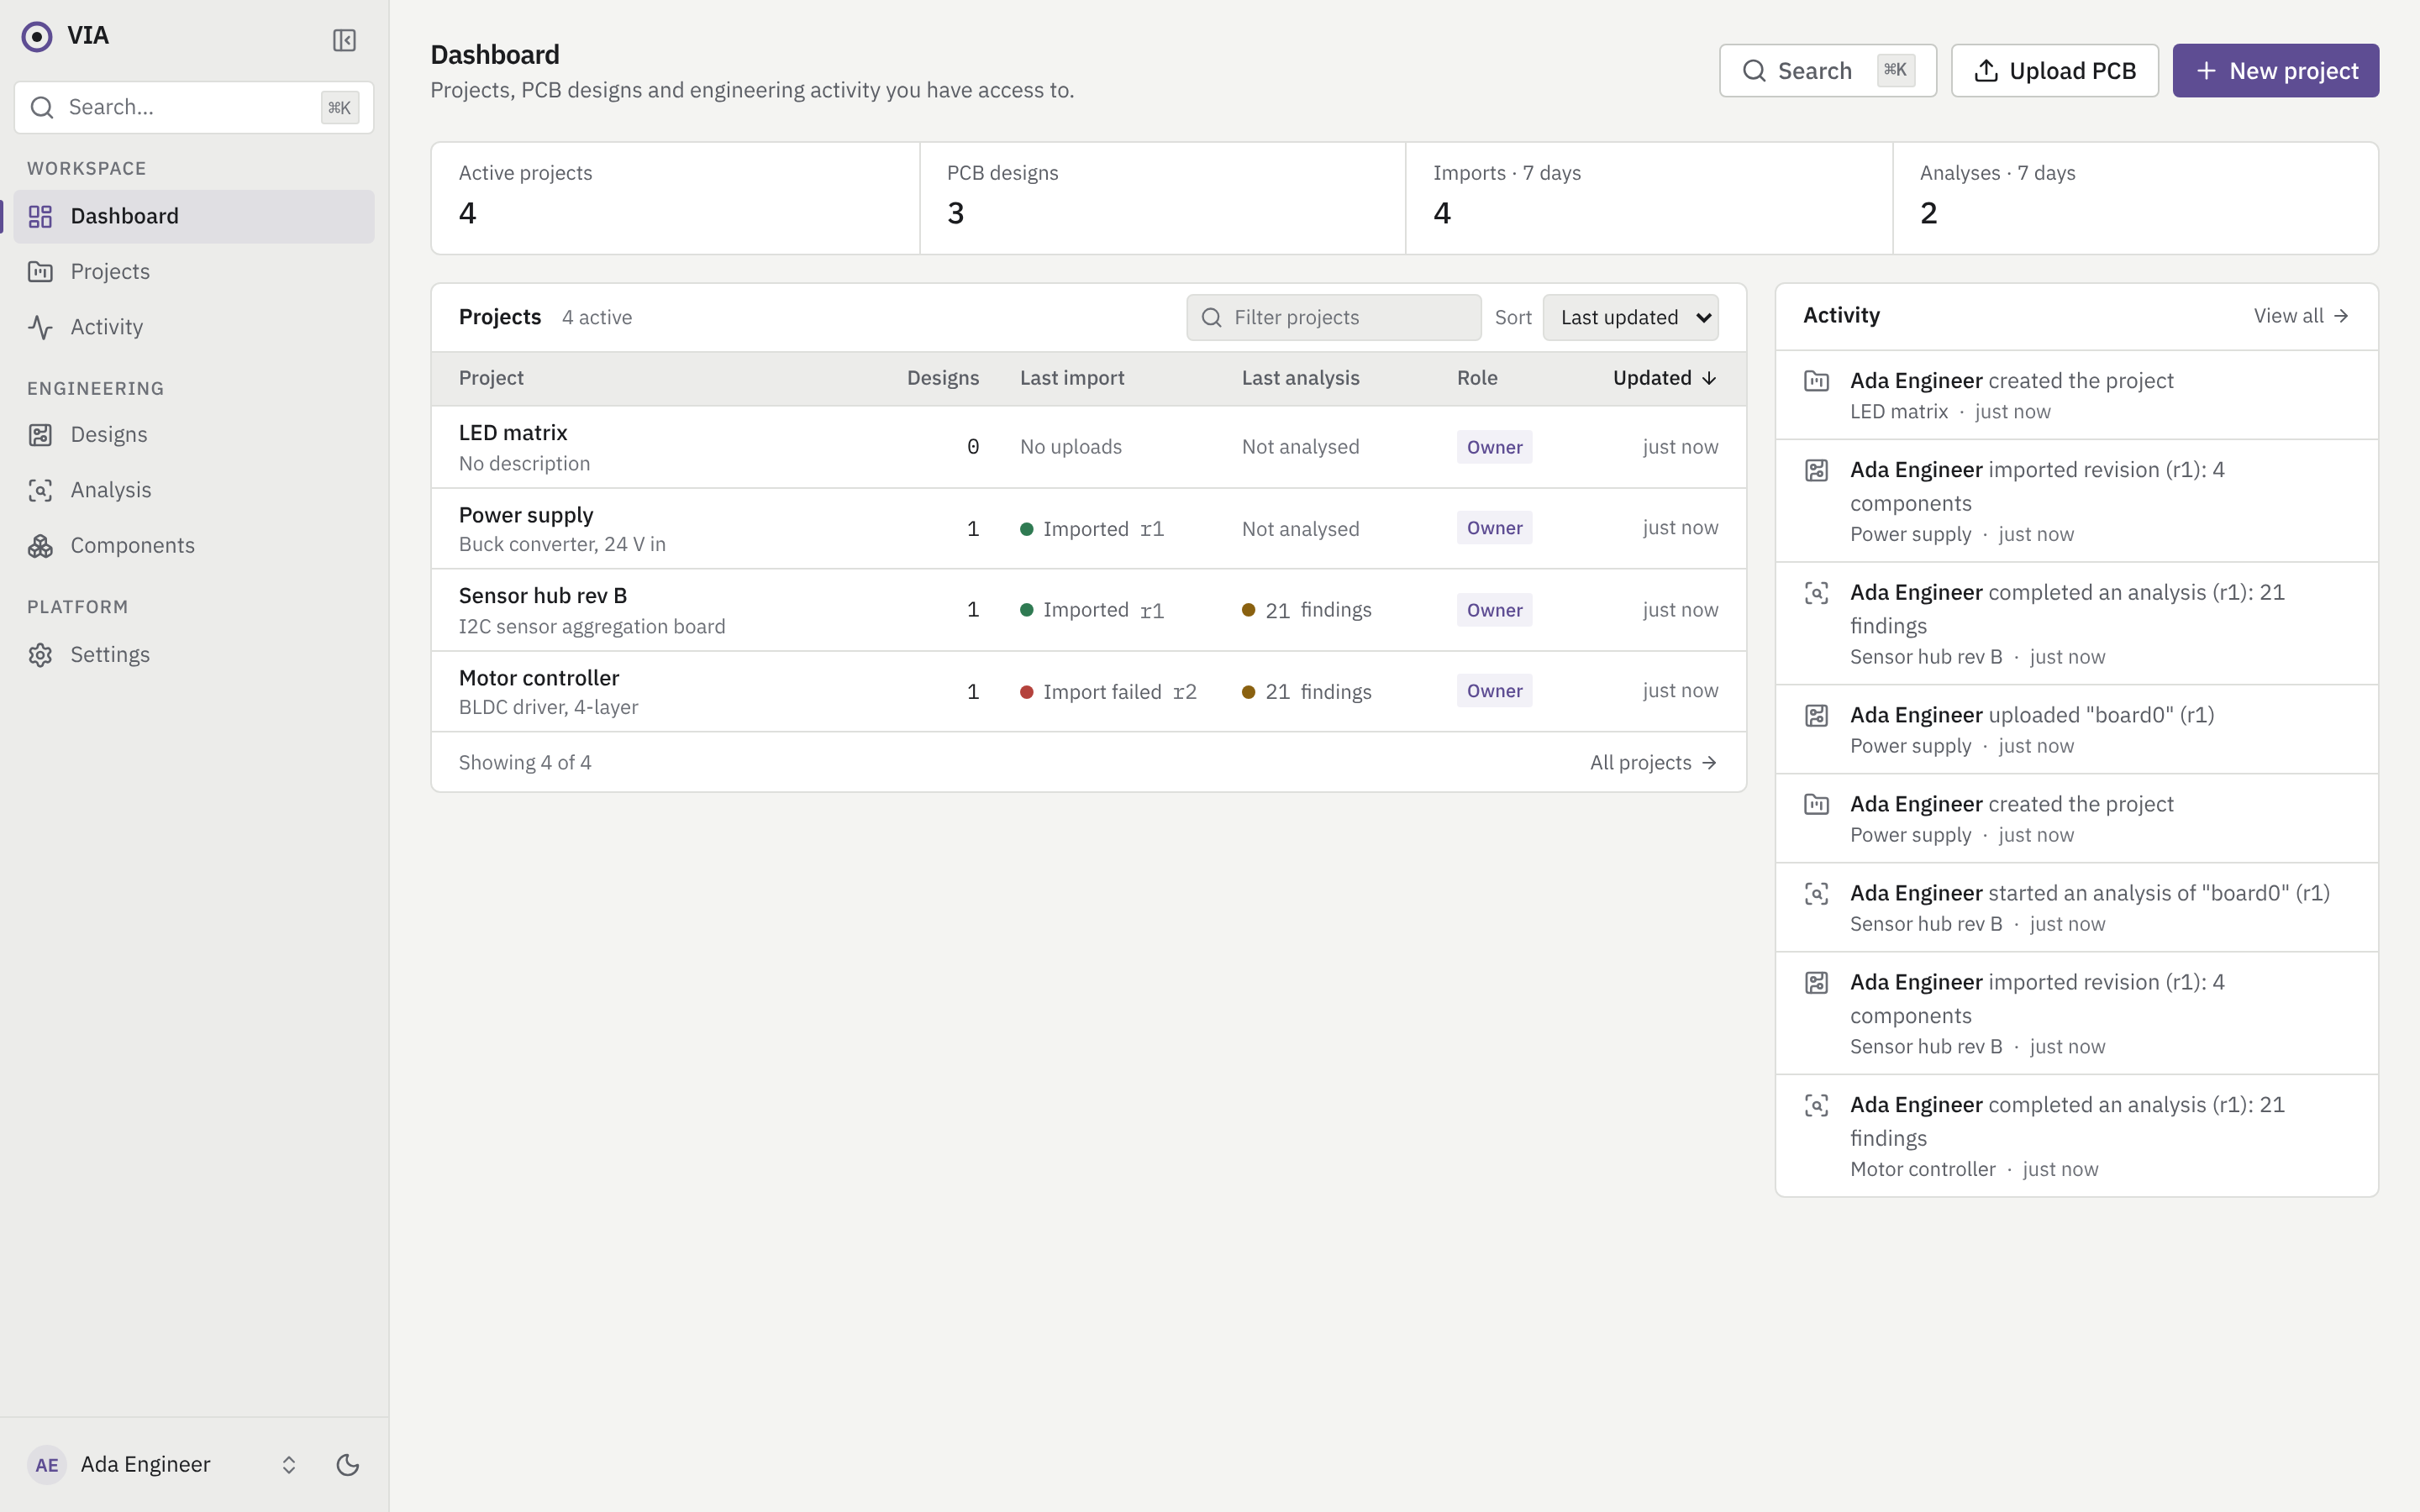 VIA
Search... ⌘K
WORKSPACE
Dashboard
Projects
Activity
ENGINEERING
Designs
Analysis
Components
PLATFORM
Settings
AE Ada Engineer
Dashboard
Projects, PCB designs and engineering activity you have access to.
Search ⌘K
Upload PCB
New project
Active projects
4
PCB designs
3
Imports · 7 days
4
Analyses · 7 days
2
Projects 4 active
Filter projects
Sort Last updated
Project Designs Last import Last analysis Role Updated ↓
LED matrix
No description
0 No uploads Not analysed Owner just now
Power supply
Buck converter, 24 V in
1 Imported r1 Not analysed Owner just now
Sensor hub rev B
I2C sensor aggregation board
1 Imported r1 21 findings Owner just now
Motor controller
BLDC driver, 4-layer
1 Import failed r2 21 findings Owner just now
Showing 4 of 4
All projects →
Activity
View all →
Ada Engineer created the project
LED matrix · just now
Ada Engineer imported revision (r1): 4
components
Power supply · just now
Ada Engineer completed an analysis (r1): 21
findings
Sensor hub rev B · just now
Ada Engineer uploaded "board0" (r1)
Power supply · just now
Ada Engineer created the project
Power supply · just now
Ada Engineer started an analysis of "board0" (r1)
Sensor hub rev B · just now
Ada Engineer imported revision (r1): 4
components
Sensor hub rev B · just now
Ada Engineer completed an analysis (r1): 21
findings
Motor controller · just now